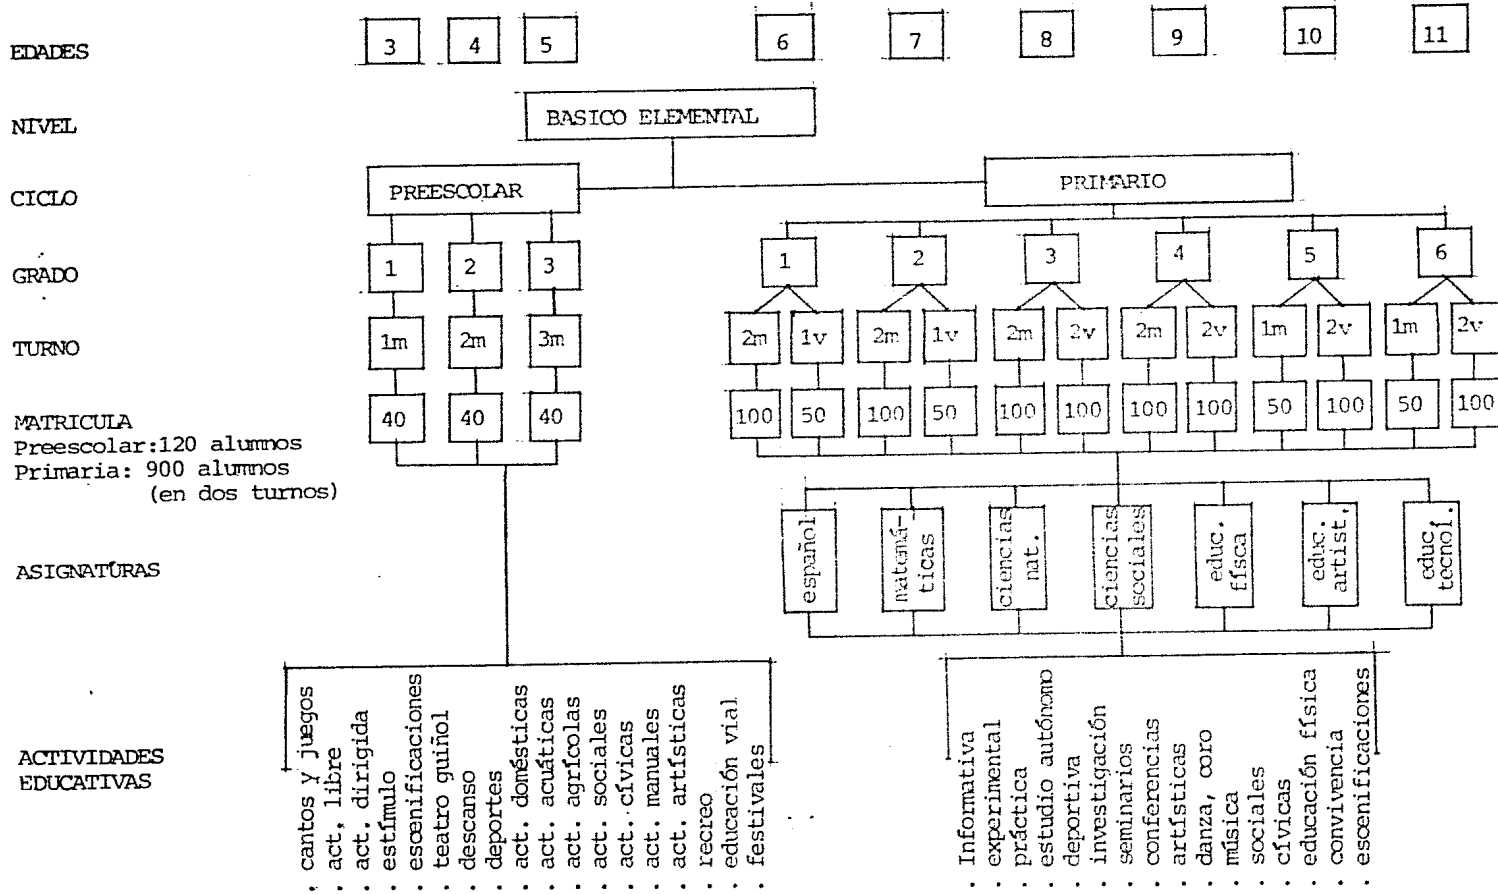 EDADES 3 4 5 6 7 8 9 10 11
NIVEL BASICO ELEMENTAL
CICLO PREESCOLAR PRIMARIO
GRADO 1 2 3 1 2 3 4 5 6
TURNO 1m 2m 3m 2m 1v 2m 1v 2m 2v 2m 2v 1m 2v 1m 2v
MATRICULA 40 40 40 100 50 100 50 100 100 100 100 50 100 50 100
Preescolar:120 alumnos
Primaria: 900 alumnos
(en dos turnos)
ASIGNATURAS
español
matemá-
ticas
ciencias
nat.
ciencias
sociales
educ.
físca
educ.
artist.
educ.
tecnol.
ACTIVIDADES
EDUCATIVAS
. cantos y juegos
. act. libre
. act. dirigida
. estímulo
. escenificaciones
. teatro guiñol
. descanso
. deportes
. act. domésticas
. act. acuáticas
. act. agrícolas
. act. sociales
. act. cívicas
. act. manuales
. act. artísticas
. recreo
. educación vial
. festivales
. Informativa
. experimental
. práctica
. estudio autónomo
. deportiva
. investigación
. seminarios
. conferencias
. artísticas
. danza, coro
. música
. sociales
. cívicas
. educación física
. convivencia
. escenificaciones